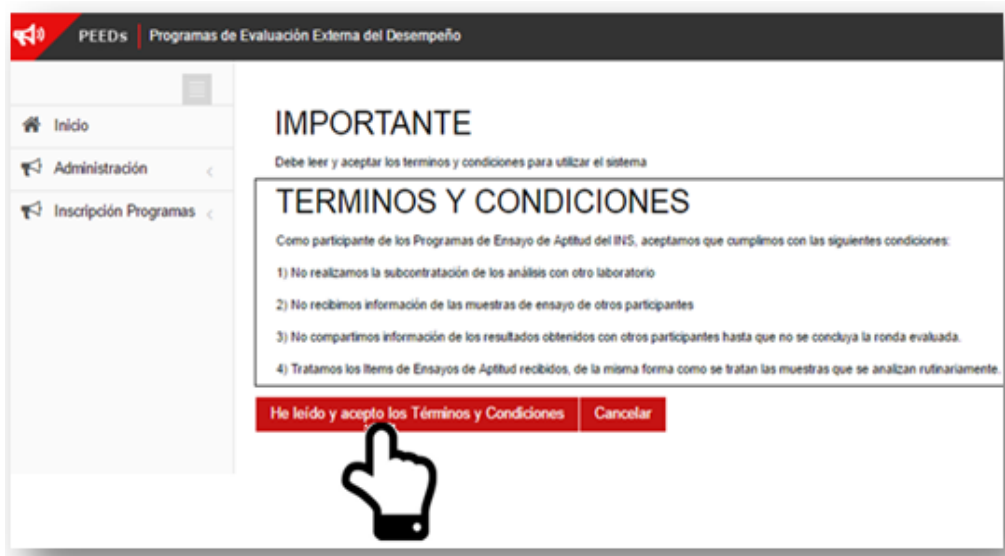 PEEDs Programas de Evaluación Externa del Desempeño
Inicio
Administración
Inscripción Programas
IMPORTANTE
Debe leer y aceptar los terminos y condiciones para utilizar el sistema
TERMINOS Y CONDICIONES
Como participante de los Programas de Ensayo de Aptitud del INS, aceptamos que cumplimos con las siguientes condiciones:
1) No realizamos la subcontratación de los análisis con otro laboratorio
2) No recibimos información de las muestras de ensayo de otros participantes
3) No compartimos información de los resultados obtenidos con otros participantes hasta que no se concluya la ronda evaluada.
4) Tratamos los Items de Ensayos de Aptitud recibidos, de la misma forma como se tratan las muestras que se analizan rutinariamente.
He leído y acepto los Términos y Condiciones Cancelar